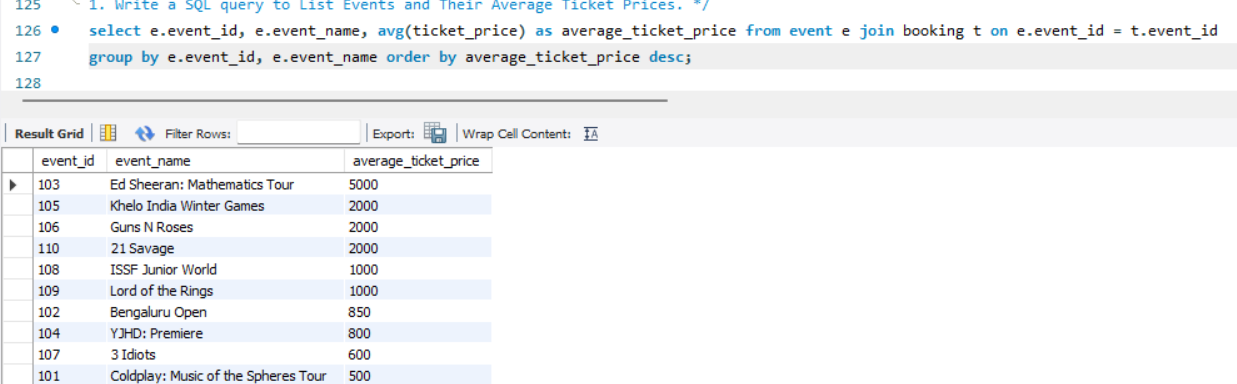 125 1. Write a SQL query to List Events and Their Average Ticket Prices. */
126 select e.event_id, e.event_name, avg(ticket_price) as average_ticket_price from event e join booking t on e.event_id = t.event_id
127 group by e.event_id, e.event_name order by average_ticket_price desc;
128
Result Grid Filter Rows: Export: Wrap Cell Content:
event_id event_name average_ticket_price
103 Ed Sheeran: Mathematics Tour 5000
105 Khelo India Winter Games 2000
106 Guns N Roses 2000
110 21 Savage 2000
108 ISSF Junior World 1000
109 Lord of the Rings 1000
102 Bengaluru Open 850
104 YJHD: Premiere 800
107 3 Idiots 600
101 Coldplay: Music of the Spheres Tour 500